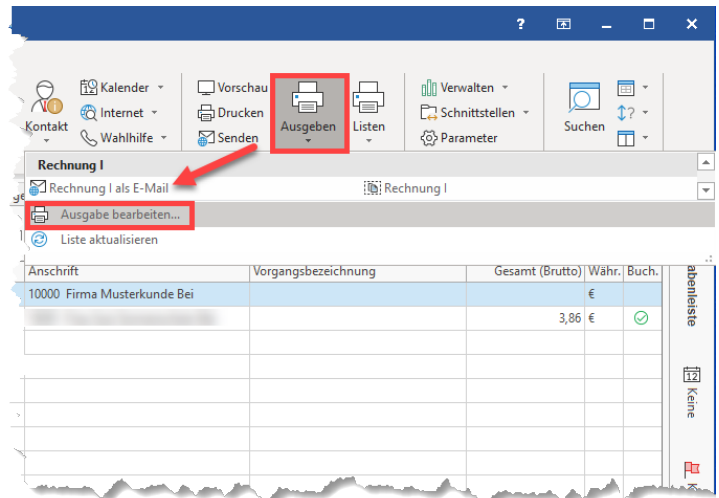 ?
Kalender
Vorschau
Verwalten
Internet
Drucken
Schnittstellen
?
Kontakt
Wahlhilfe
Senden
Ausgeben
Listen
Parameter
Suchen
Rechnung I
Rechnung I als E-Mail
Rechnung I
Ausgabe bearbeiten...
Liste aktualisieren
Anschrift
Vorgangsbezeichnung
Gesamt (Brutto)
Währ.
Buch.
10000 Firma Musterkunde Bei
€
3,86
€
abenleiste
12
Keine